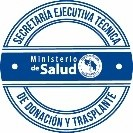 SECRETARÍA EJECUTIVA TÉCNICA
Ministerio
de Salud
DE DONACIÓN Y TRASPLANTE